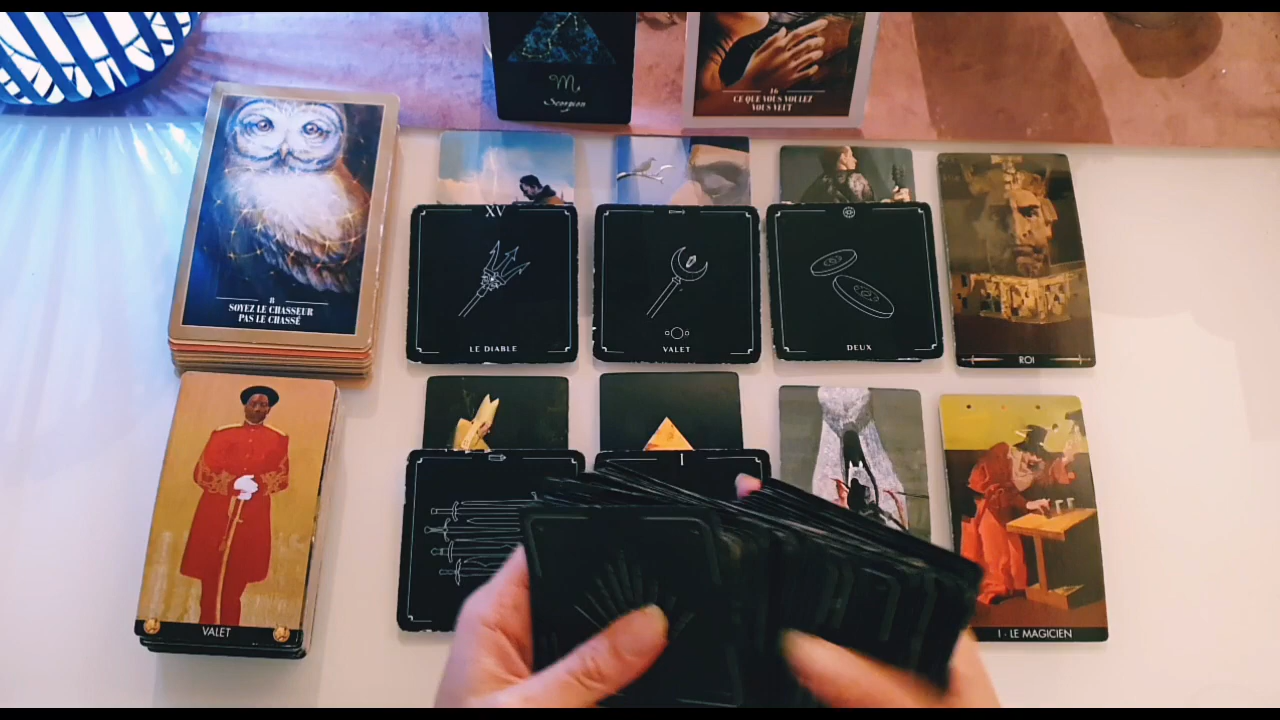 ♏
Scorpion
16
CE QUE VOUS VOULEZ
VOUS VEUT
8
SOYEZ LE CHASSEUR
PAS LE CHASSÉ
XV
LE DIABLE
VALET
DEUX
ROI
VALET
I
I - LE MAGICIEN